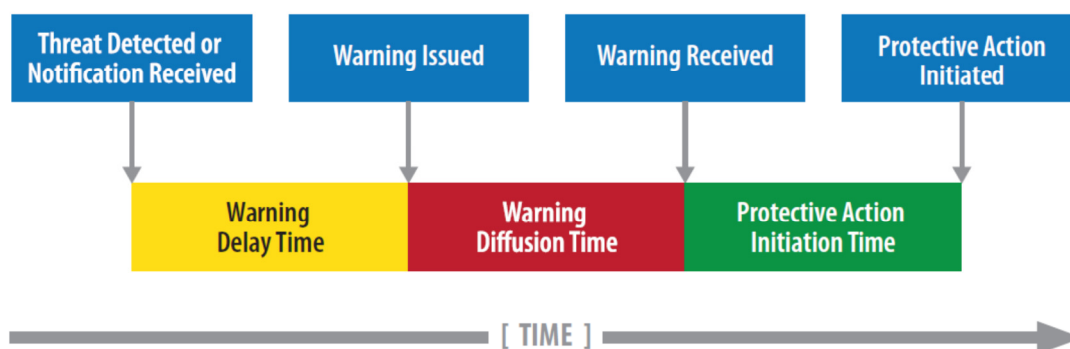 Threat Detected or
Notification Received
Warning Issued
Warning Received
Protective Action
Initiated
Warning
Delay Time
Warning
Diffusion Time
Protective Action
Initiation Time
[ TIME ]